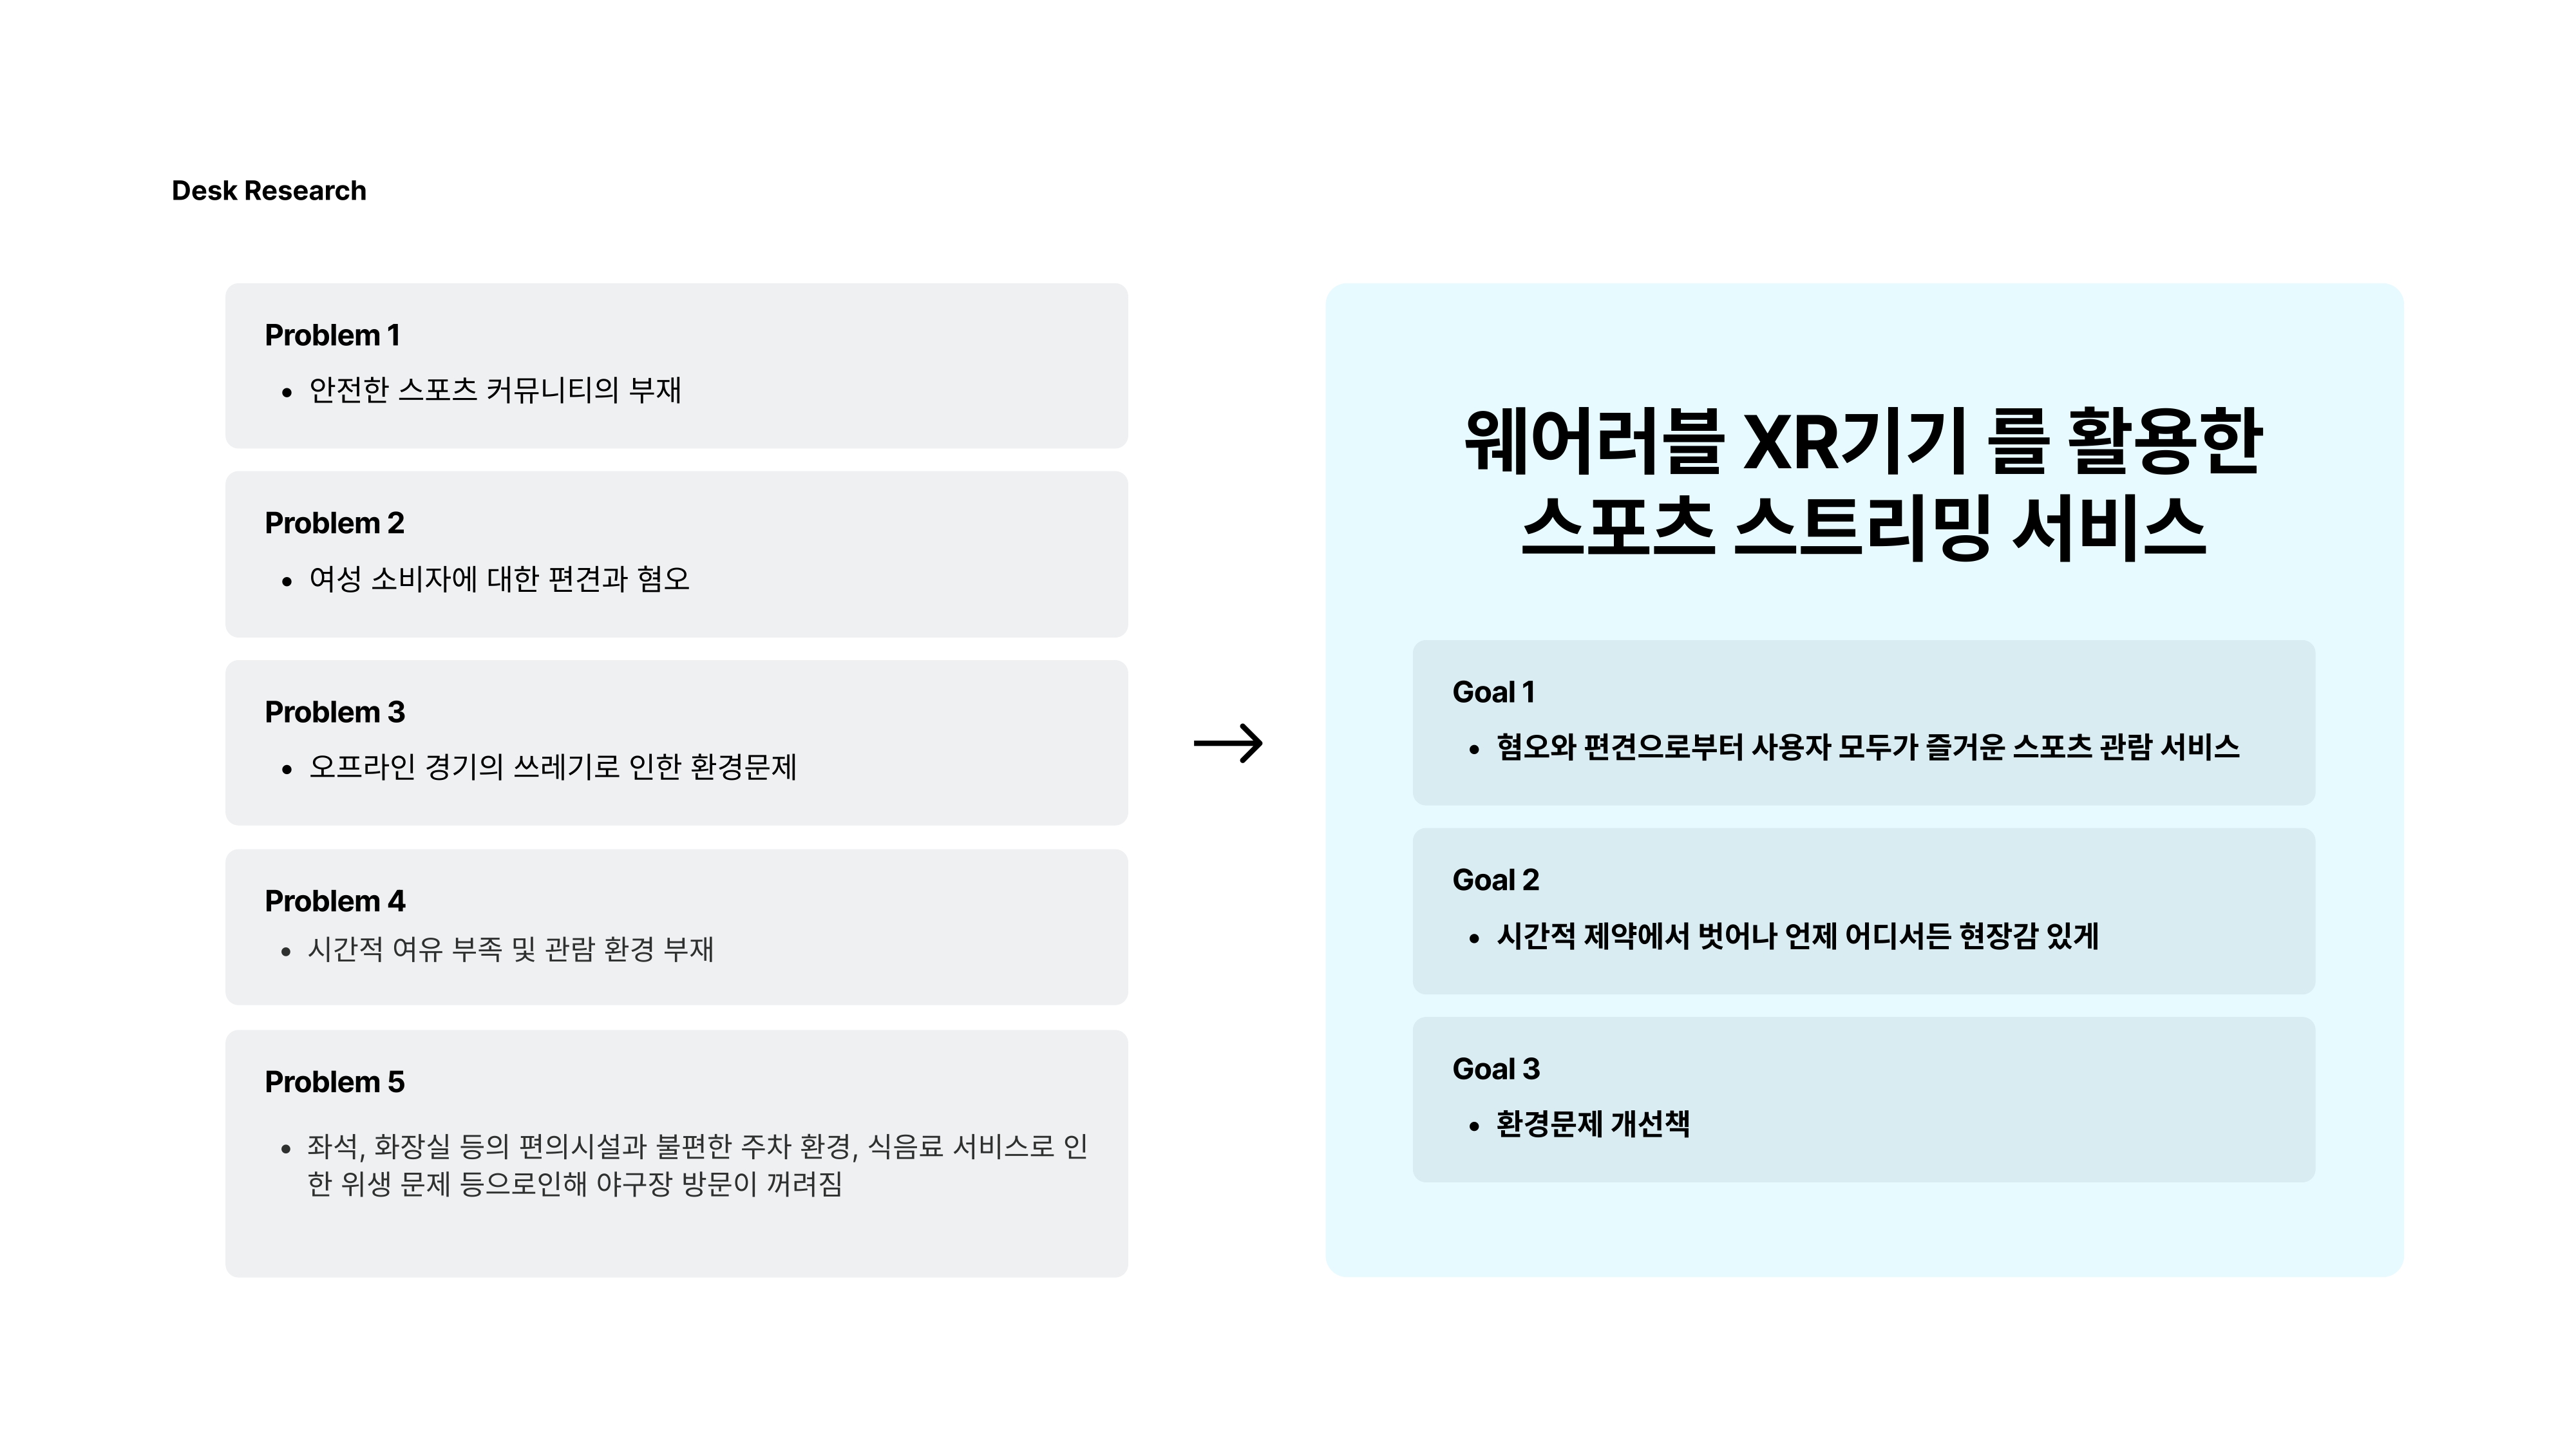 Desk Research
Problem 1
• 안전한 스포츠 커뮤니티의 부재
Problem 2
• 여성 소비자에 대한 편견과 혐오
Problem 3
• 오프라인 경기의 쓰레기로 인한 환경문제
Problem 4
• 시간적 여유 부족 및 관람 환경 부재
Problem 5
• 좌석, 화장실 등의 편의시설과 불편한 주차 환경, 식음료 서비스로 인
한 위생 문제 등으로인해 야구장 방문이 꺼려짐
웨어러블 XR기기 를 활용한
스포츠 스트리밍 서비스
Goal 1
• 혐오와 편견으로부터 사용자 모두가 즐거운 스포츠 관람 서비스
Goal 2
• 시간적 제약에서 벗어나 언제 어디서든 현장감 있게
Goal 3
• 환경문제 개선책